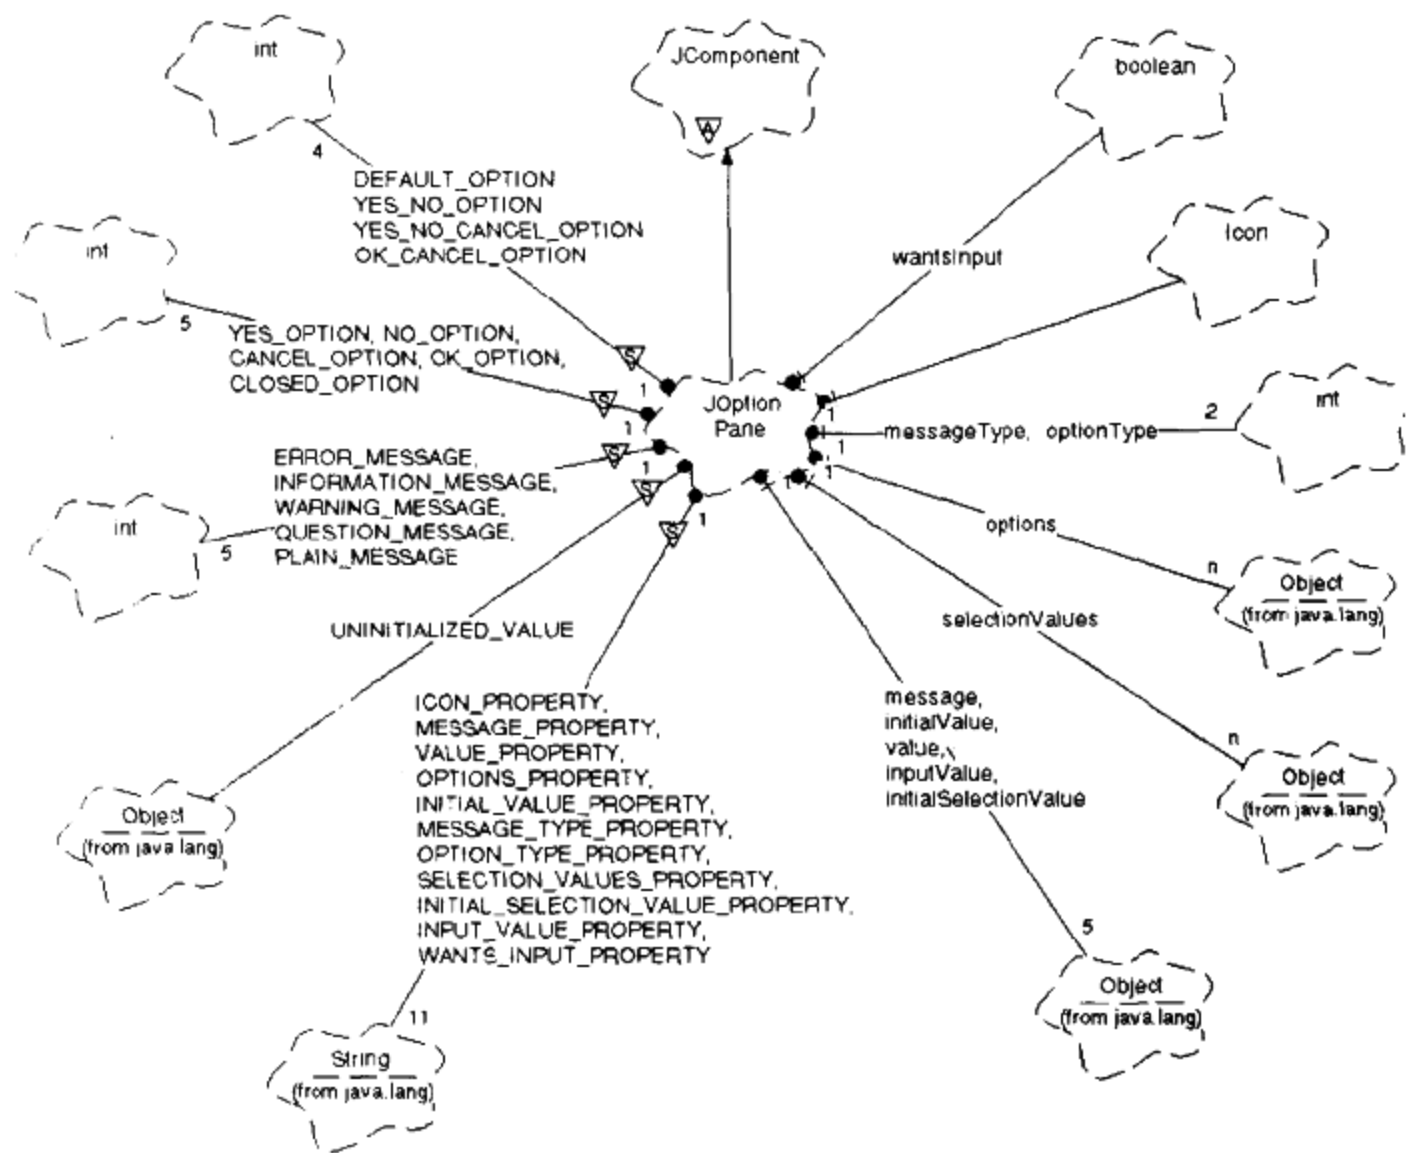 int
JComponent
A
boolean
4
DEFAULT_OPTION
YES_NO_OPTION
YES_NO_CANCEL_OPTION
OK_CANCEL_OPTION
wantsInput
Icon
int
5
YES_OPTION, NO_OPTION,
CANCEL_OPTION, OK_OPTION,
CLOSED_OPTION
S
1
S
1
JOption
Pane
1
1
messageType, optionType
2
int
ERROR_MESSAGE,
INFORMATION_MESSAGE,
WARNING_MESSAGE,
QUESTION_MESSAGE,
PLAIN_MESSAGE
int
5
S
1
S
S
1
1
1
options
n
Object
(from java.lang)
UNINITIALIZED_VALUE
selectionValues
n
Object
(from java.lang)
ICON_PROPERTY,
MESSAGE_PROPERTY,
VALUE_PROPERTY,
OPTIONS_PROPERTY,
INITIAL_VALUE_PROPERTY,
MESSAGE_TYPE_PROPERTY,
OPTION_TYPE_PROPERTY,
SELECTION_VALUES_PROPERTY,
INITIAL_SELECTION_VALUE_PROPERTY,
INPUT_VALUE_PROPERTY,
WANTS_INPUT_PROPERTY
message,
initialValue,
value,
inputValue,
initialSelectionValue
Object
(from java.lang)
5
Object
(from java.lang)
11
String
(from java.lang)